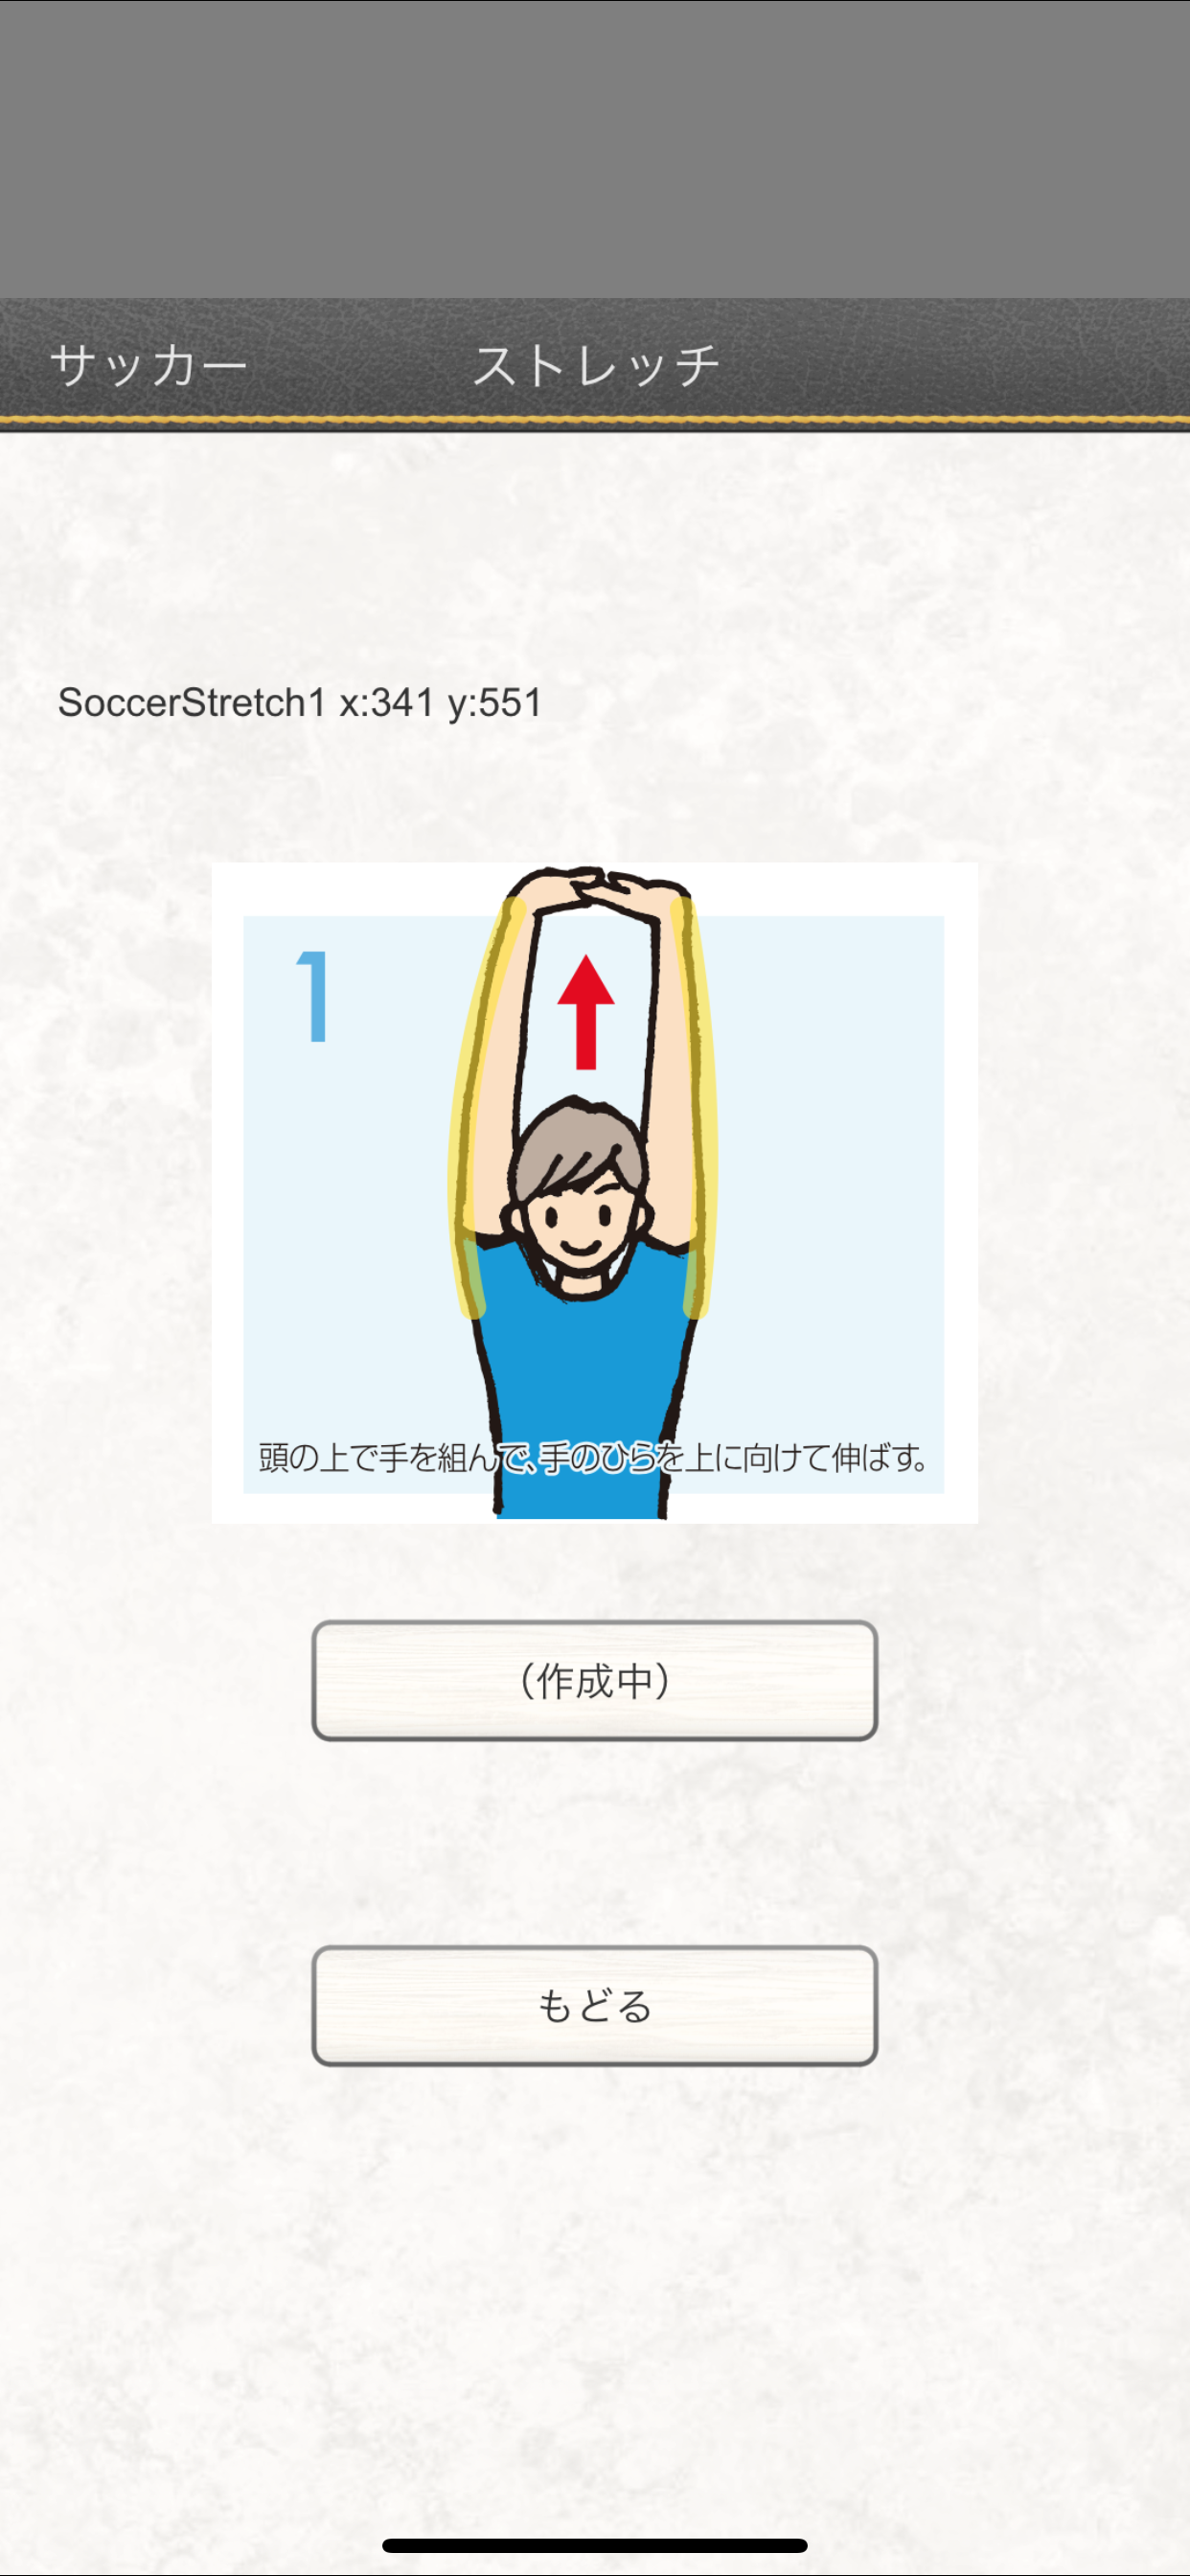 サッカー ストレッチ
SoccerStretch1 x:341 y:551
1
頭の上で手を組んで、手のひらを上に向けて伸ばす。
（作成中）
もどる